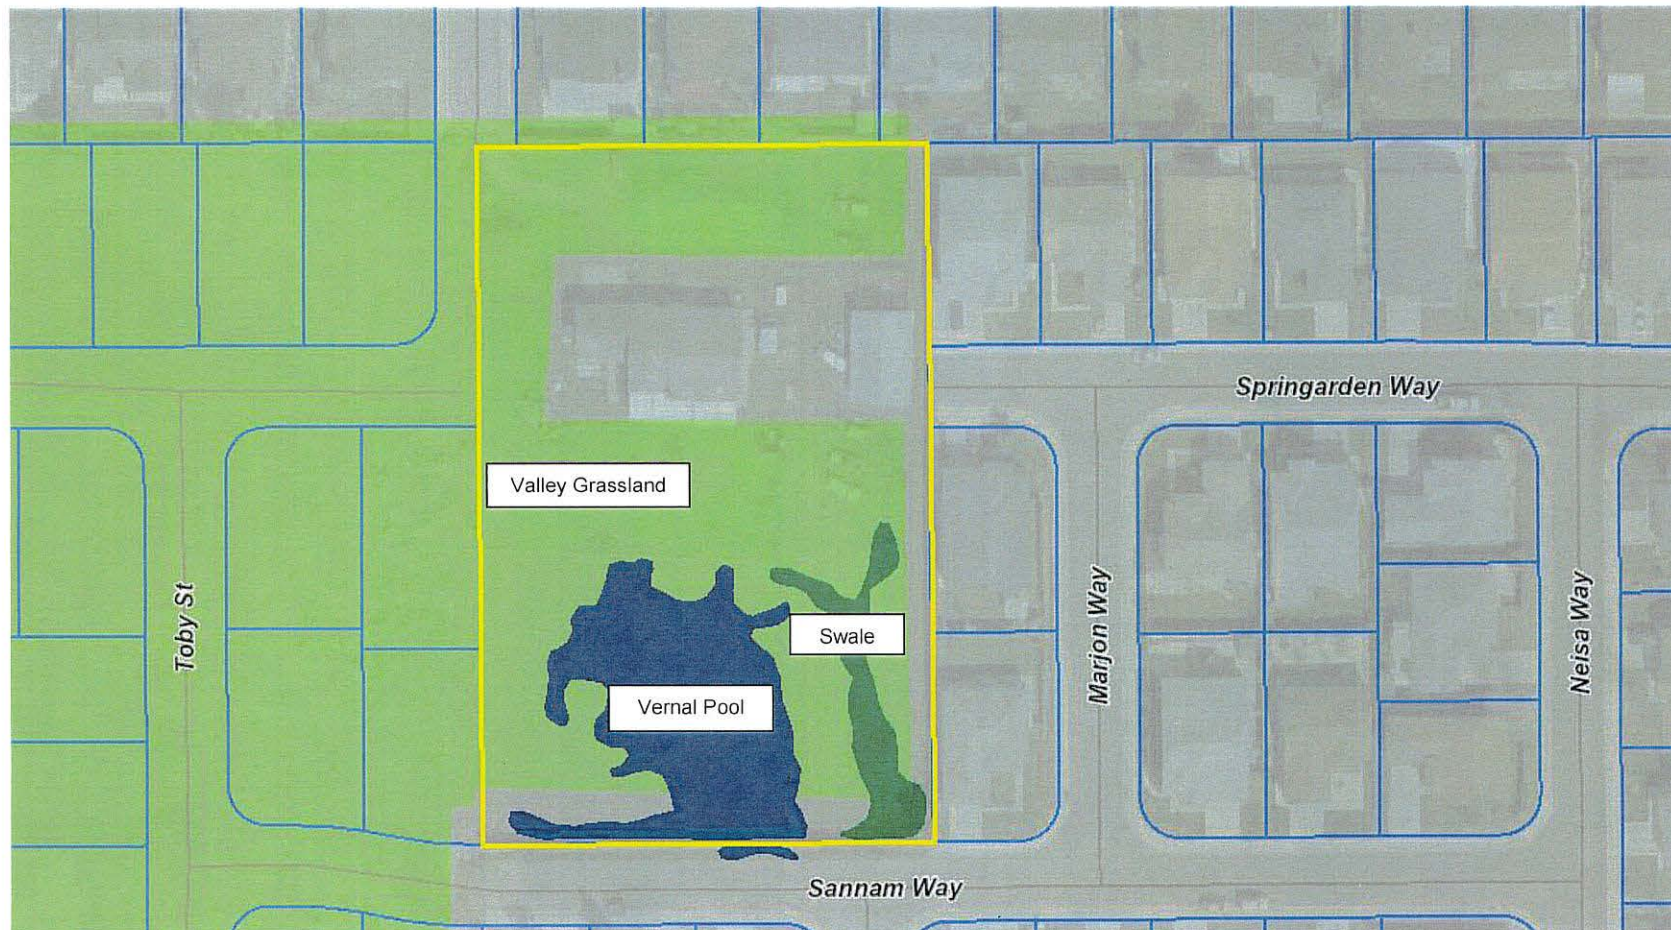 Springarden Way
Valley Grassland
Toby St
Swale
Marjon Way
Neisa Way
Vernal Pool
Sannam Way